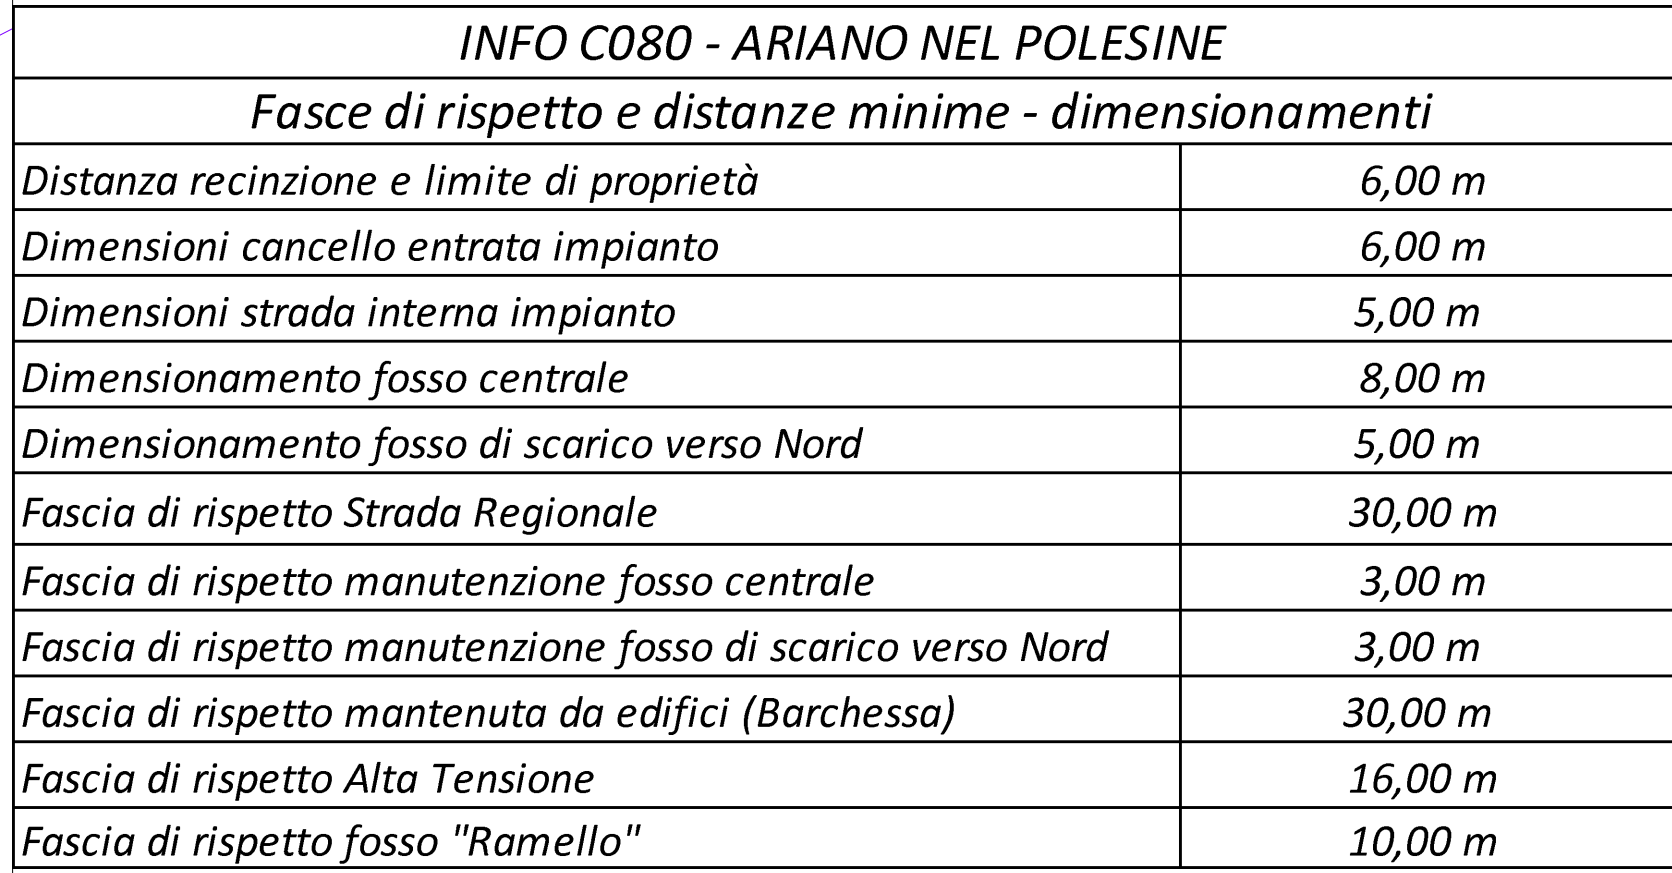 INFO C080 - ARIANO NEL POLESINE
Fasce di rispetto e distanze minime - dimensionamenti
Distanza recinzione e limite di proprietà 6,00 m
Dimensioni cancello entrata impianto 6,00 m
Dimensioni strada interna impianto 5,00 m
Dimensionamento fosso centrale 8,00 m
Dimensionamento fosso di scarico verso Nord 5,00 m
Fascia di rispetto Strada Regionale 30,00 m
Fascia di rispetto manutenzione fosso centrale 3,00 m
Fascia di rispetto manutenzione fosso di scarico verso Nord 3,00 m
Fascia di rispetto mantenuta da edifici (Barchessa) 30,00 m
Fascia di rispetto Alta Tensione 16,00 m
Fascia di rispetto fosso "Ramello" 10,00 m